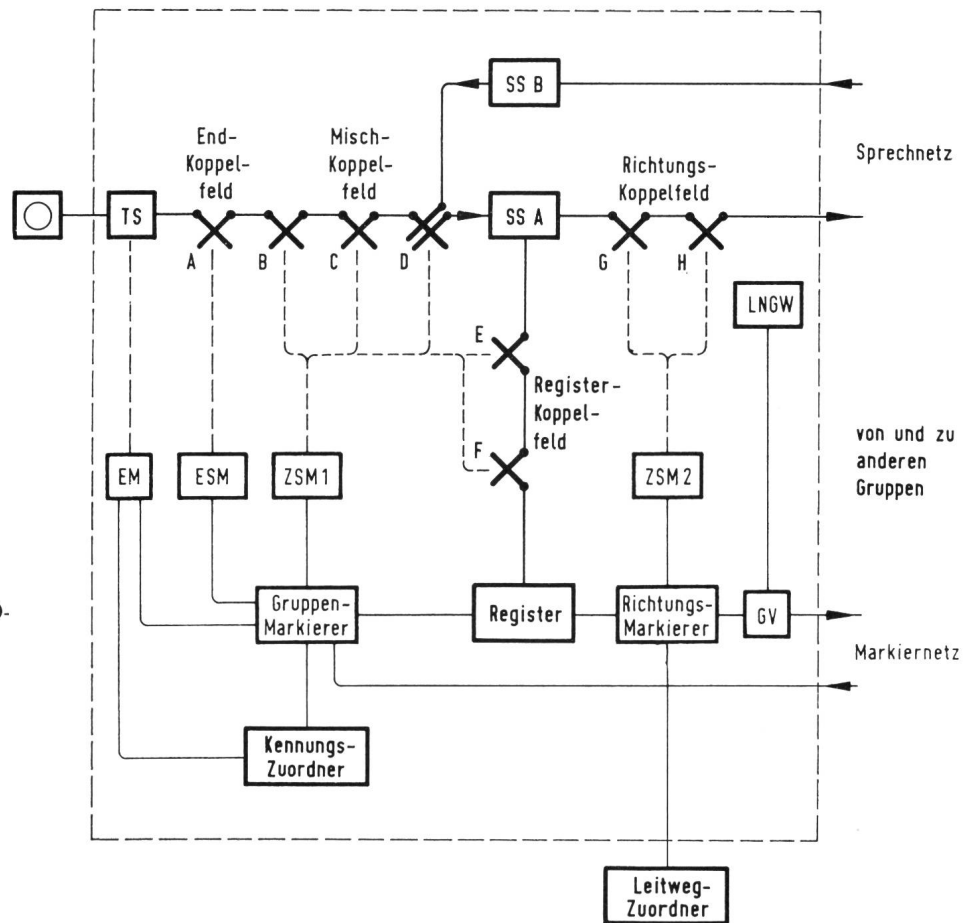 SS B
End-
Koppel-
feld
Misch-
Koppel-
feld
Richtungs-
Koppelfeld
Sprechnetz
TS
SS A
A
B
C
D
G
H
LNGW
E
Register-
Koppel-
feld
F
von und zu
anderen
Gruppen
EM
ESM
ZSM1
ZSM2
Gruppen-
Markierer
Register
Richtungs-
Markierer
GV
Markiernetz
Kennungs-
Zuordner
Leitweg-
Zuordner